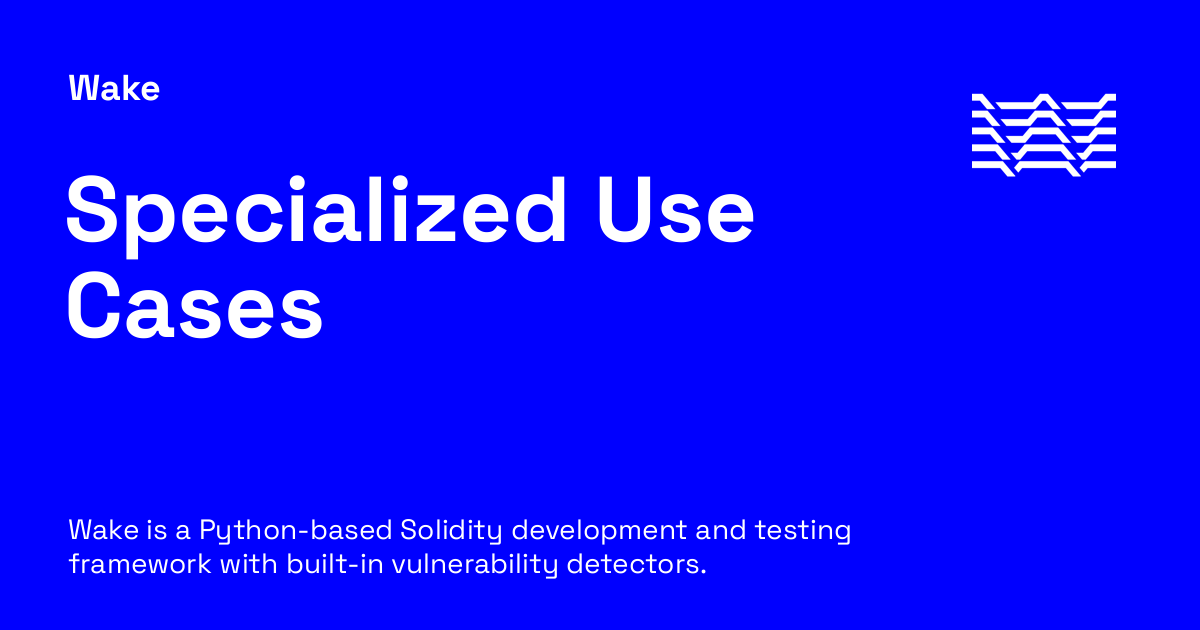 Wake
Specialized Use
Cases
Wake is a Python-based Solidity development and testing
framework with built-in vulnerability detectors.